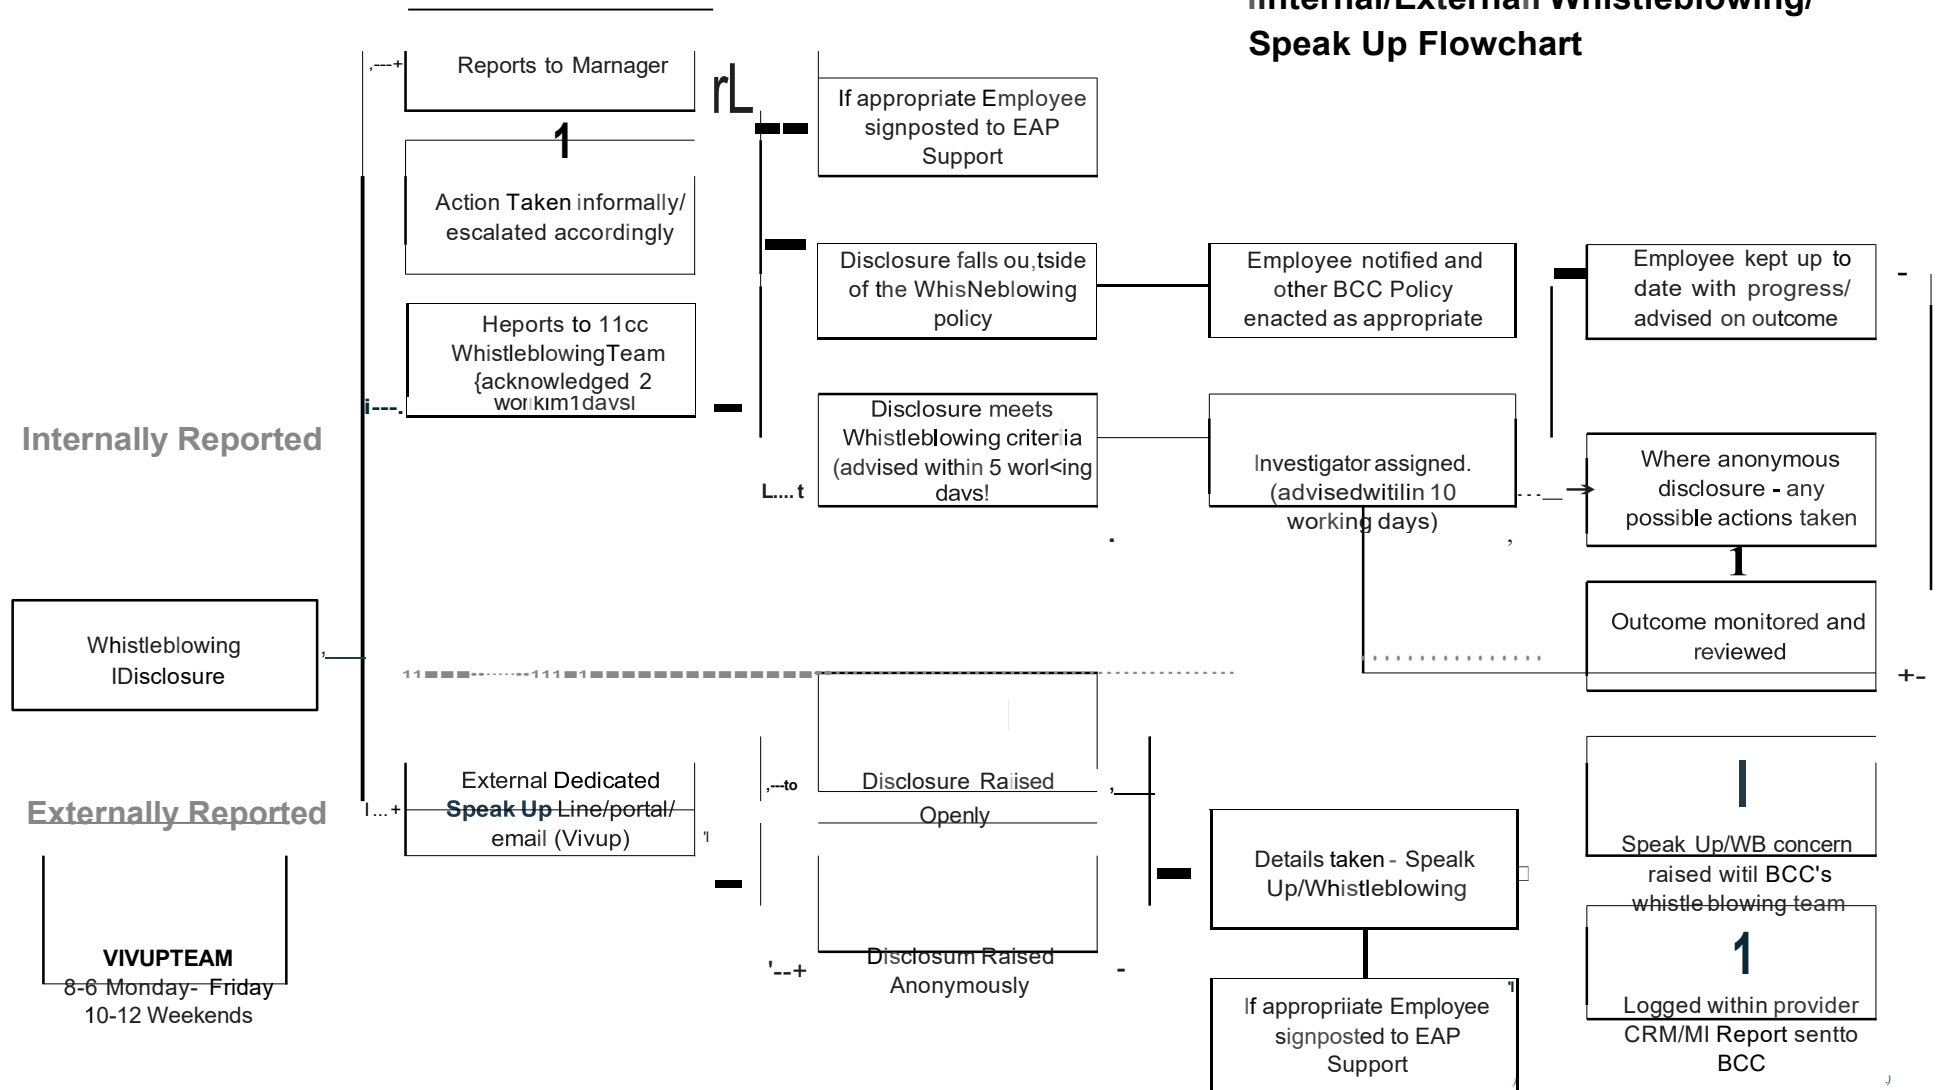 Internal/External Whistleblowing/
Speak Up Flowchart
Reports to Marnager
1
Action Taken informally/
escalated accordingly
Heports to 11cc
WhistleblowingTeam
{acknowledged 2
workim1davsl
If appropriate Employee
signposted to EAP
Support
Disclosure falls ou,tside
of the WhisNeblowing
policy
Employee notified and
other BCC Policy
enacted as appropriate
Employee kept up to
date with progress/
advised on outcome
Disclosure meets
Whistleblowing criteriia
(advised within 5 worl<ing
davs!
Investigator assigned.
(advisedwitilin 10
working days)
Where anonymous
disclosure - any
possible actions taken
1
Outcome monitored and
reviewed
Internally Reported
Whistleblowing
IDisclosure
Externally Reported
VIVUPTEAM
8-6 Monday- Friday
10-12 Weekends
External Dedicated
Speak Up Line/portal/
email (Vivup)
Disclosure Raiised
Openly
Disclosum Raised
Anonymously
Details taken - Spealk
Up/Whistleblowing
If appropriiate Employee
signposted to EAP
Support
Speak Up/WB concern
raised witil BCC's
whistleblowing team
1
Logged within provider
CRM/MI Report sentto
BCC